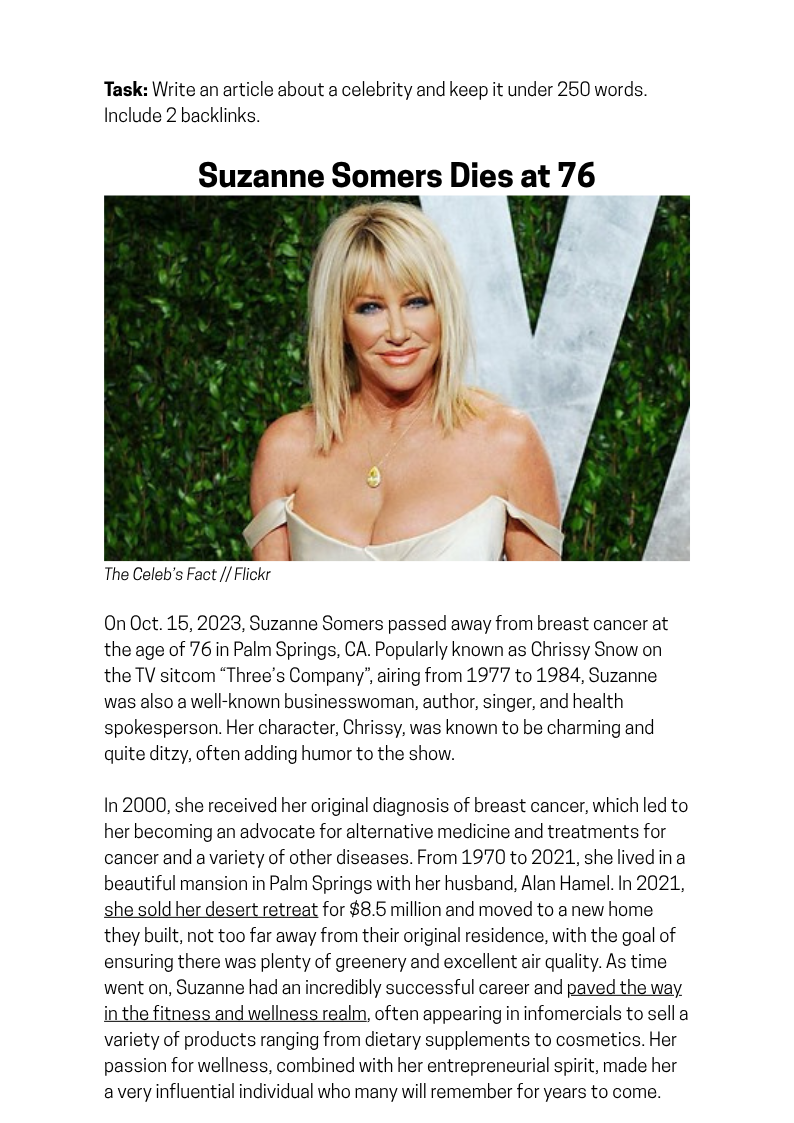 Task: Write an article about a celebrity and keep it under 250 words.
Include 2 backlinks.
Suzanne Somers Dies at 76
The Celeb's Fact // Flickr
On Oct. 15, 2023, Suzanne Somers passed away from breast cancer at
the age of 76 in Palm Springs, CA. Popularly known as Chrissy Snow on
the TV sitcom “Three’s Company”, airing from 1977 to 1984, Suzanne
was also a well-known businesswoman, author, singer, and health
spokesperson. Her character, Chrissy, was known to be charming and
quite ditzy, often adding humor to the show.
In 2000, she received her original diagnosis of breast cancer, which led to
her becoming an advocate for alternative medicine and treatments for
cancer and a variety of other diseases. From 1970 to 2021, she lived in a
beautiful mansion in Palm Springs with her husband, Alan Hamel. In 2021,
she sold her desert retreat for $8.5 million and moved to a new home
they built, not too far away from their original residence, with the goal of
ensuring there was plenty of greenery and excellent air quality. As time
went on, Suzanne had an incredibly successful career and paved the way
in the fitness and wellness realm, often appearing in infomercials to sell a
variety of products ranging from dietary supplements to cosmetics. Her
passion for wellness, combined with her entrepreneurial spirit, made her
a very influential individual who many will remember for years to come.